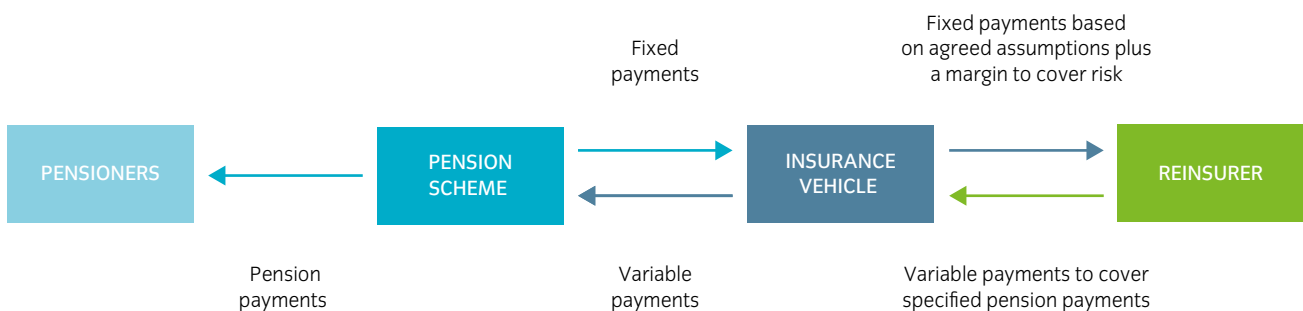 Fixed
payments
Fixed payments based
on agreed assumptions plus
a margin to cover risk
PENSIONERS
PENSION
SCHEME
INSURANCE
VEHICLE
REINSURER
Pension
payments
Variable
payments
Variable payments to cover
specified pension payments